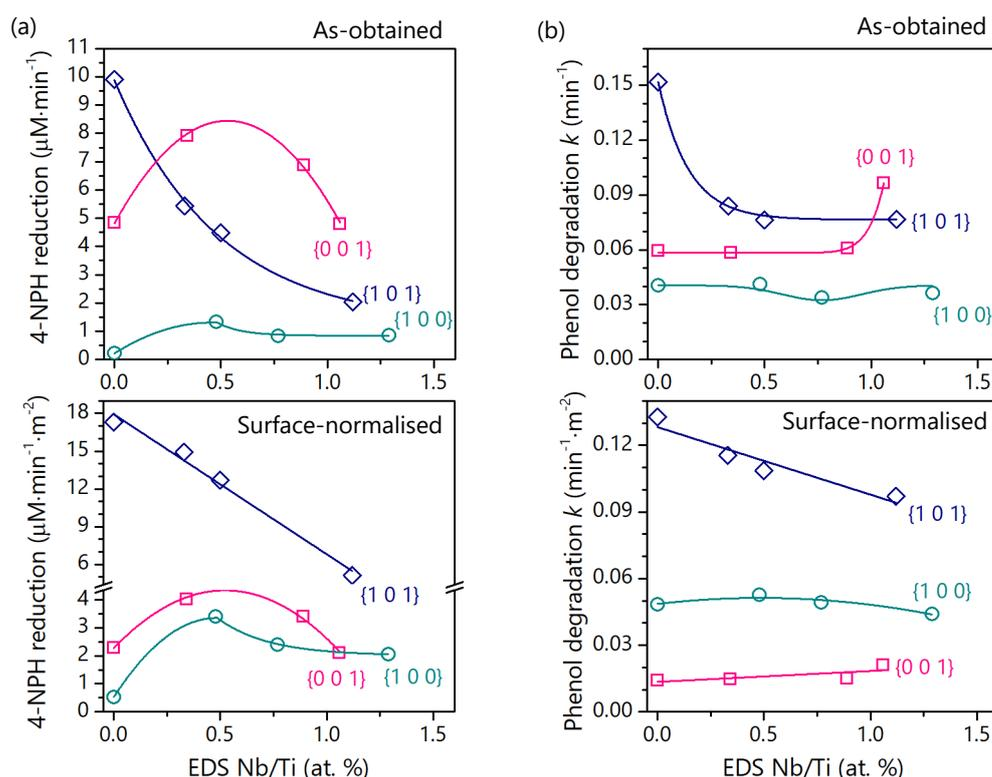 (a)
As-obtained
4-NPH reduction (μM·min⁻¹)
11
10
9
8
7
6
5
4
3
2
1
0
{0 0 1}
{1 0 1}
{1 0 0}
0.0
0.5
1.0
1.5
(b)
As-obtained
Phenol degradation k (min⁻¹)
0.15
0.12
0.09
0.06
0.03
0.00
{0 0 1}
{1 0 1}
{1 0 0}
0.0
0.5
1.0
1.5
Surface-normalised
4-NPH reduction (μM·min⁻¹·m⁻²)
18
15
12
9
6
4
3
2
1
0
{1 0 1}
{0 0 1}
{1 0 0}
0.0
0.5
1.0
1.5
EDS Nb/Ti (at. %)
Surface-normalised
Phenol degradation k (min⁻¹·m⁻²)
0.12
0.09
0.06
0.03
0.00
{1 0 1}
{1 0 0}
{0 0 1}
0.0
0.5
1.0
1.5
EDS Nb/Ti (at. %)